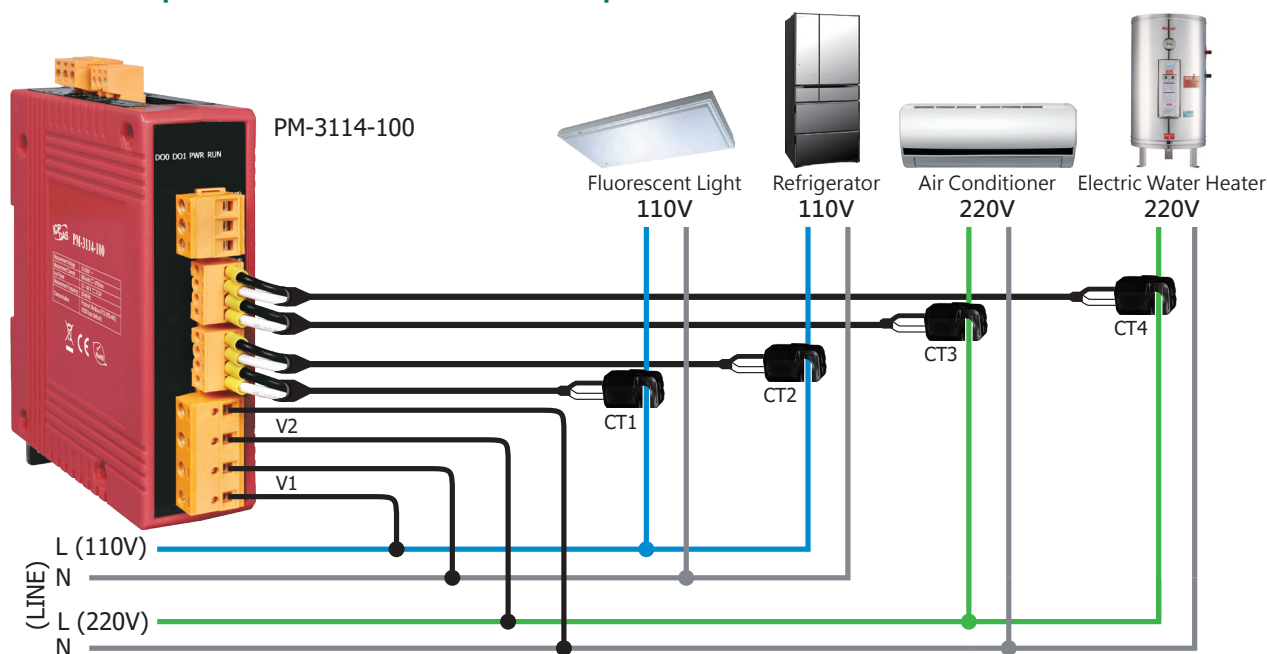 PM-3114-100
DO0 DO1 PWR RUN
PM-3114-100
CE
Fluorescent Light
110V
Refrigerator
110V
Air Conditioner
220V
Electric Water Heater
220V
CT4
CT3
CT2
CT1
V2
V1
(LINE)
L (110V)
N
L (220V)
N